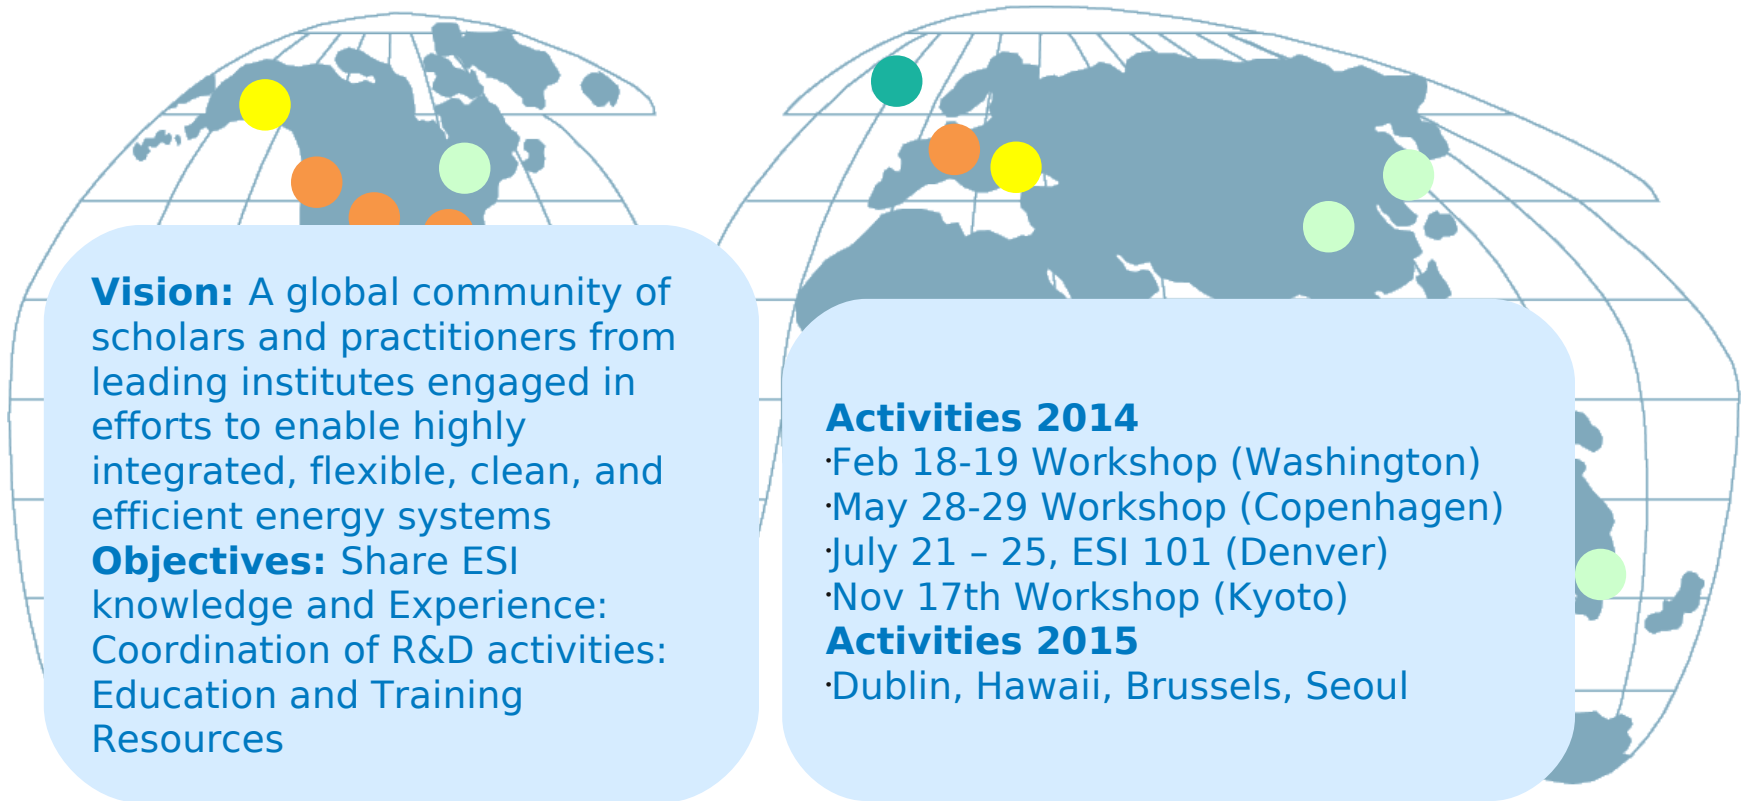 Vision: A global community of
scholars and practitioners from
leading institutes engaged in
efforts to enable highly
integrated, flexible, clean, and
efficient energy systems
Objectives: Share ESI
knowledge and Experience:
Coordination of R&D activities:
Education and Training
Resources
Activities 2014
·Feb 18-19 Workshop (Washington)
·May 28-29 Workshop (Copenhagen)
·July 21 – 25, ESI 101 (Denver)
·Nov 17th Workshop (Kyoto)
Activities 2015
·Dublin, Hawaii, Brussels, Seoul